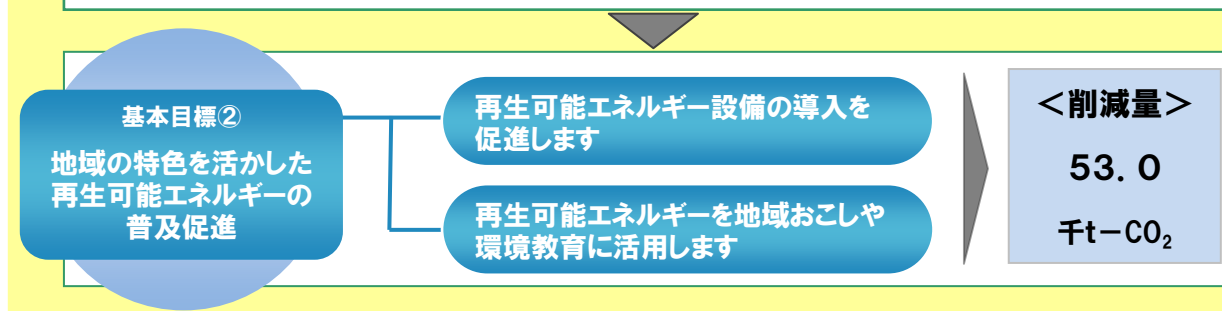 基本目標②
地域の特色を活かした
再生可能エネルギーの
普及促進
再生可能エネルギー設備の導入を
促進します
再生可能エネルギーを地域おこしや
環境教育に活用します
＜削減量＞
53．0
千t－CO₂